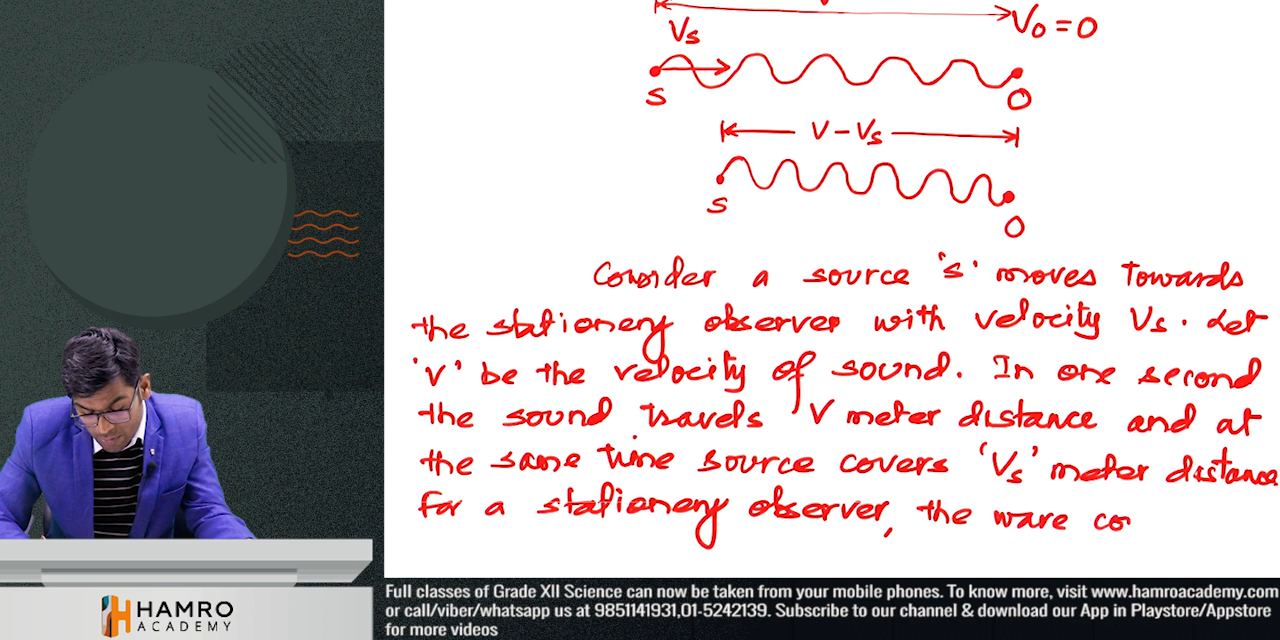 V₀ = 0
Vs
S
O
V - Vs
S
O
Consider a source 's' moves towards
the stationery observer with velocity Vs. Let
'v' be the velocity of sound. In one second
the sound travels V meter distance and at
the same time source covers 'Vs' meter distance
For a stationery observer, the wave co
HAMRO
ACADEMY
Full classes of Grade XII Science can now be taken from your mobile phones. To know more, visit www.hamroacademy.com
or call/viber/whatsapp us at 9851141931,01-5242139. Subscribe to our channel & download our App in Playstore/Appstore
for more videos